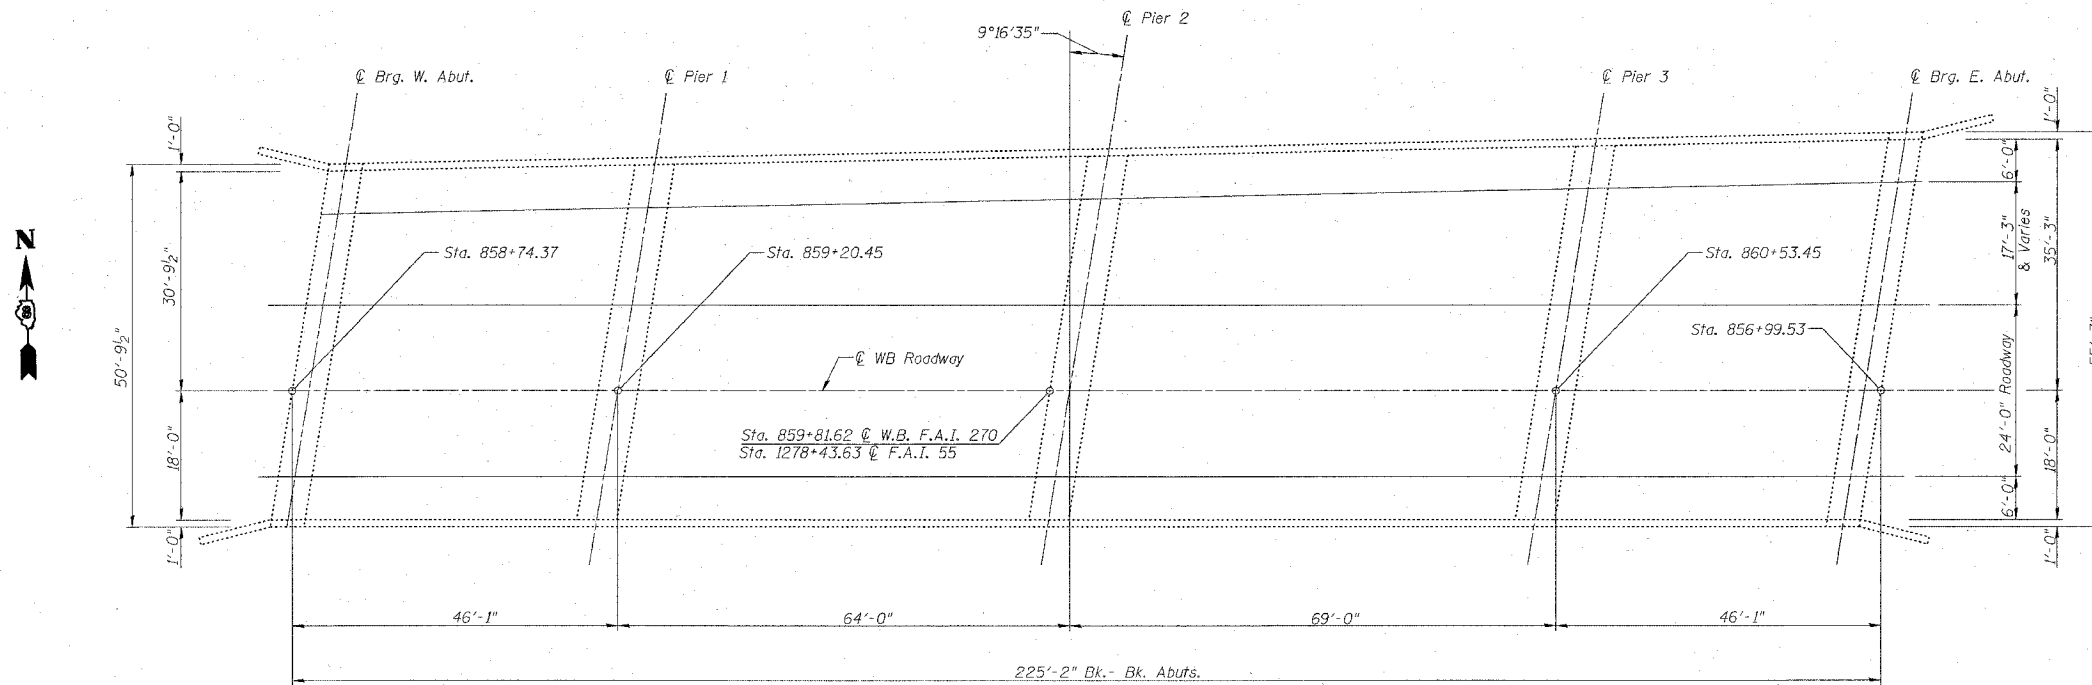 ℄ Pier 2
9°16'35"
℄ Brg. W. Abut.
℄ Pier 1
℄ Pier 3
℄ Brg. E. Abut.
1'-0"
1'-0"
6'-0"
N
Sta. 858+74.37
Sta. 859+20.45
Sta. 860+53.45
30'-9½"
17'-3"
& Varies
35'-3"
Sta. 856+99.53
50'-9½"
℄ WB Roadway
24'-0" Roadway
Sta. 859+81.62 ℄ W.B. F.A.I. 270
Sta. 1278+43.63 ℄ F.A.I. 55
18'-0"
18'-0"
6'-0"
1'-0"
1'-0"
46'-1"
64'-0"
69'-0"
46'-1"
225'-2" Bk.- Bk. Abuts.